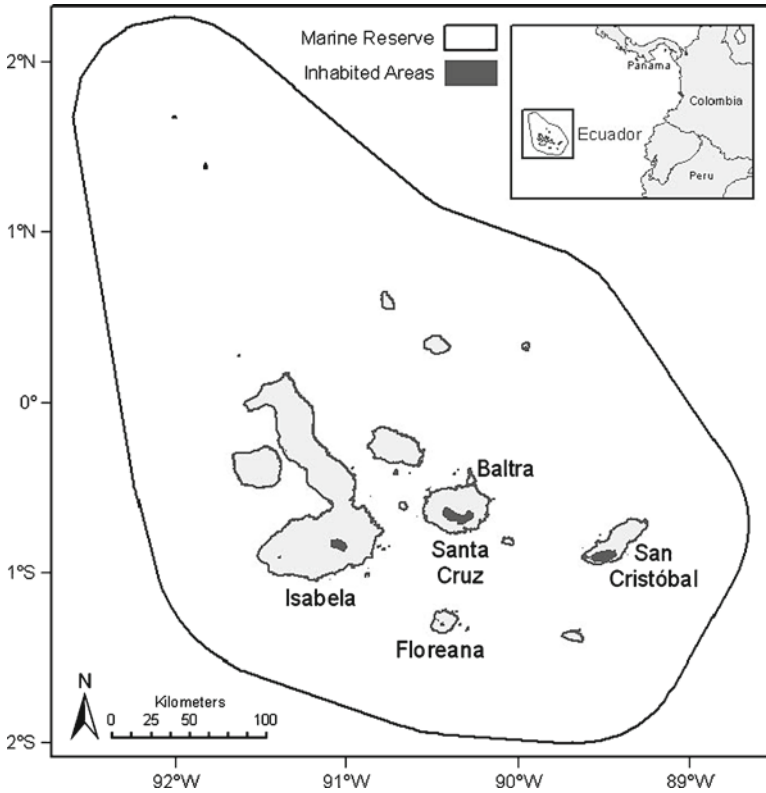 Marine Reserve
Inhabited Areas
Panama
Colombia
Ecuador
Peru
2°N
1°N
0°
1°S
2°S
Baltra
Santa
Cruz
San
Cristóbal
Isabela
Floreana
N
Kilometers
0 25 50 100
92°W 91°W 90°W 89°W